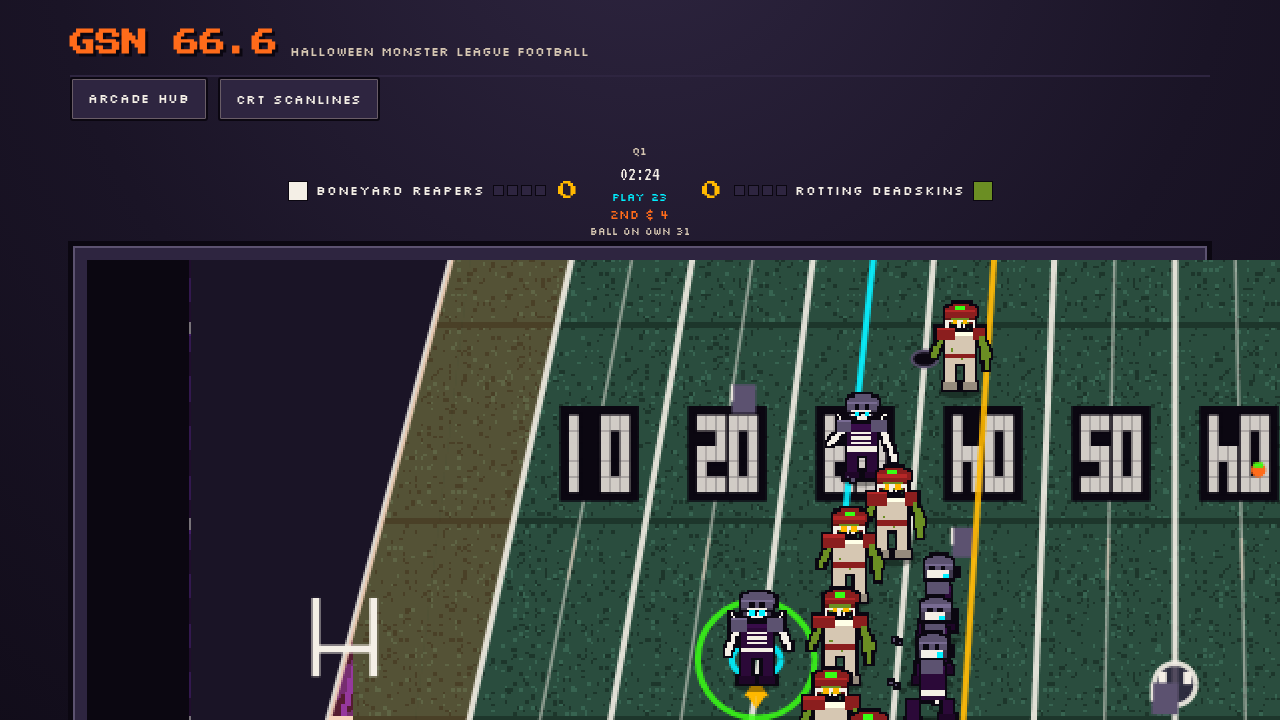 GSN 66.6 HALLOWEEN MONSTER LEAGUE FOOTBALL
ARCADE HUB CRT SCANLINES
Q1
02:24
BONEYARD REAPERS 0 0 ROTTING DEADSKINS
PLAY 23
2ND & 4
BALL ON OWN 31
10 20 40 50